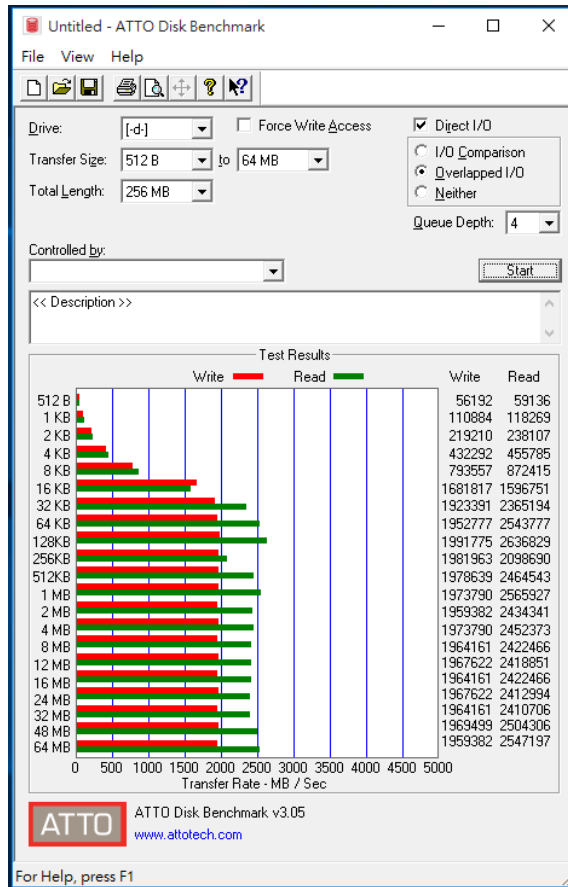 Untitled - ATTO Disk Benchmark
File View Help
Drive: [-d-] Force Write Access Direct I/O
I/O Comparison
Transfer Size: 512 B to 64 MB
Overlapped I/O
Total Length: 256 MB
Neither
Queue Depth: 4
Controlled by:
Start
<< Description >>
Test Results
Write Read Write Read
512 B 56192 59136
1 KB 110884 118269
2 KB 219210 238107
4 KB 432292 455785
8 KB 793557 872415
16 KB 1681817 1596751
32 KB 1923391 2365194
64 KB 1952777 2543777
128KB 1991775 2636829
256KB 1981963 2098690
512KB 1978639 2464543
1 MB 1973790 2565927
2 MB 1959382 2434341
4 MB 1973790 2452373
8 MB 1964161 2422466
12 MB 1967622 2418851
16 MB 1964161 2422466
24 MB 1967622 2412994
32 MB 1964161 2410706
48 MB 1969499 2504306
64 MB 1959382 2547197
0 500 1000 1500 2000 2500 3000 3500 4000 4500 5000
Transfer Rate - MB / Sec
ATTO
ATTO Disk Benchmark v3.05
www.attotech.com
For Help, press F1